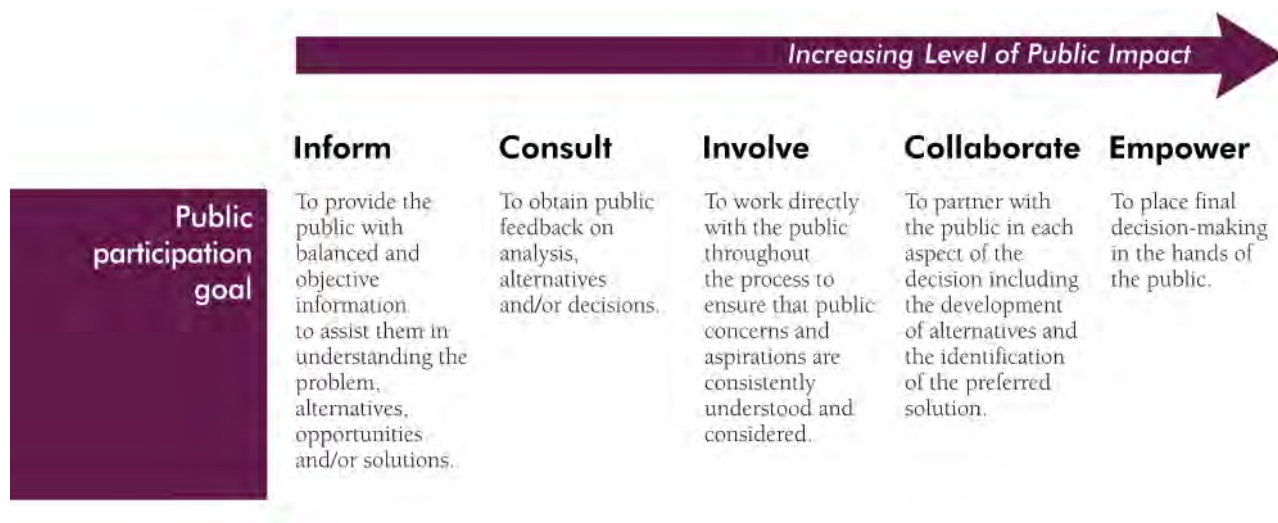 Increasing Level of Public Impact
Inform
Consult
Involve
Collaborate
Empower
Public
participation
goal
To provide the
public with
balanced and
objective
information
to assist them in
understanding the
problem,
alternatives,
opportunities
and/or solutions.
To obtain public
feedback on
analysis,
alternatives
and/or decisions.
To work directly
with the public
throughout
the process to
ensure that public
concerns and
aspirations are
consistently
understood and
considered.
To partner with
the public in each
aspect of the
decision including
the development
of alternatives and
the identification
of the preferred
solution.
To place final
decision-making
in the hands of
the public.